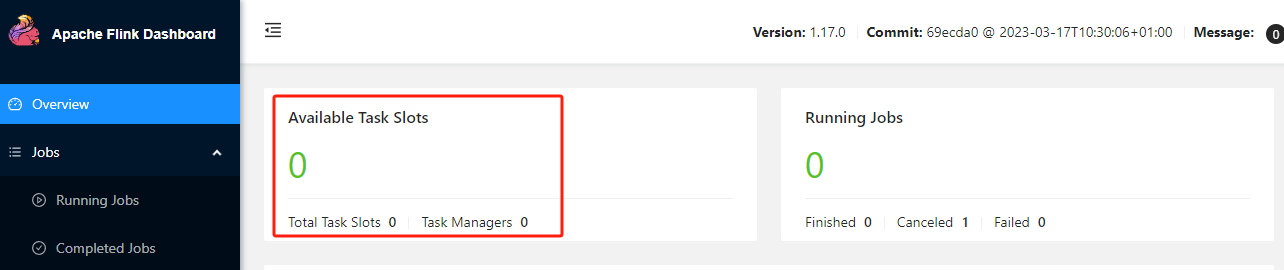 Apache Flink Dashboard
Version: 1.17.0 Commit: 69ecda0 @ 2023-03-17T10:30:06+01:00 Message: 0
Overview
Jobs
Running Jobs
Completed Jobs
Available Task Slots
0
Total Task Slots 0 Task Managers 0
Running Jobs
0
Finished 0 Canceled 1 Failed 0